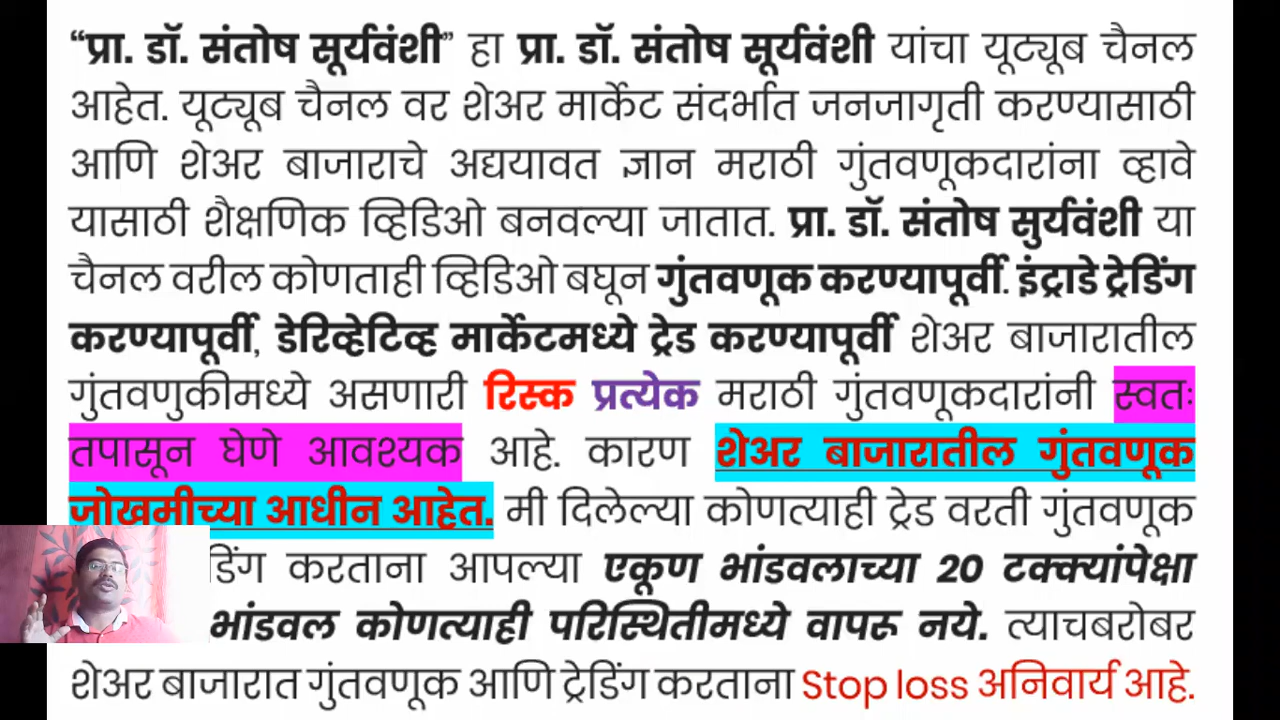 “प्रा. डॉ. संतोष सूर्यवंशी” हा प्रा. डॉ. संतोष सूर्यवंशी यांचा यूट्यूब चैनल
आहेत. यूट्यूब चैनल वर शेअर मार्केट संदर्भात जनजागृती करण्यासाठी
आणि शेअर बाजाराचे अद्ययावत ज्ञान मराठी गुंतवणूकदारांना व्हावे
यासाठी शैक्षणिक व्हिडिओ बनवल्या जातात. प्रा. डॉ. संतोष सुर्यवंशी या
चैनल वरील कोणताही व्हिडिओ बघून गुंतवणूक करण्यापूर्वी. इंट्राडे ट्रेडिंग
करण्यापूर्वी, डेरिव्हेटिव्ह मार्केटमध्ये ट्रेड करण्यापूर्वी शेअर बाजारातील
गुंतवणुकीमध्ये असणारी रिस्क प्रत्येक मराठी गुंतवणूकदारांनी स्वतः
तपासून घेणे आवश्यक आहे. कारण शेअर बाजारातील गुंतवणूक
जोखमीच्या आधीन आहेत. मी दिलेल्या कोणत्याही ट्रेड वरती गुंतवणूक
डिंग करताना आपल्या एकूण भांडवलाच्या 20 टक्क्यांपेक्षा
भांडवल कोणत्याही परिस्थितीमध्ये वापरू नये. त्याचबरोबर
शेअर बाजारात गुंतवणूक आणि ट्रेडिंग करताना Stop loss अनिवार्य आहे.